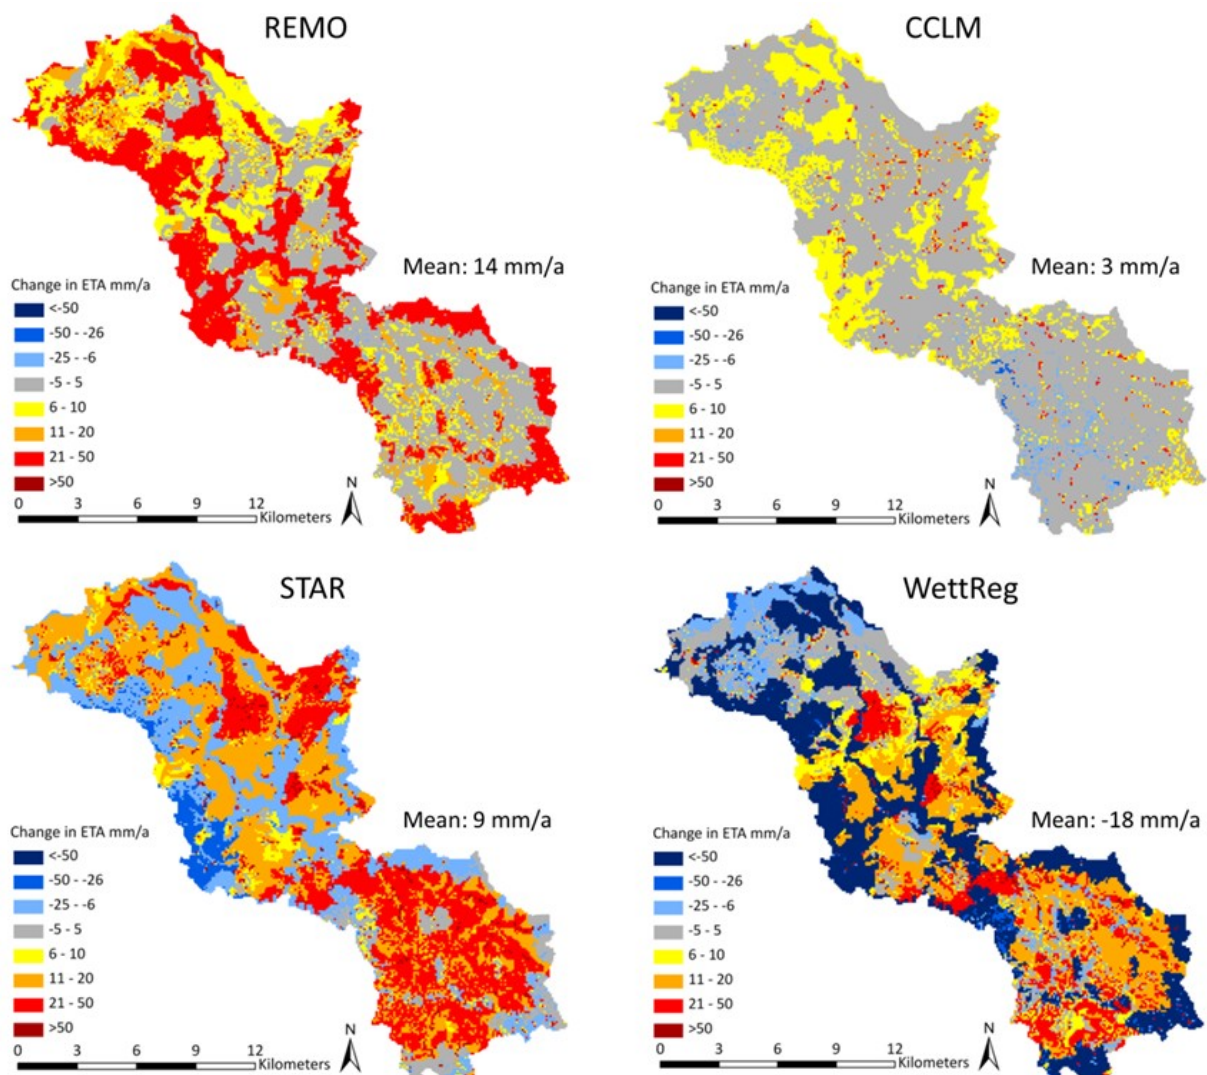 REMO
Mean: 14 mm/a
Change in ETA mm/a
<-50
-50 - -26
-25 - -6
-5 - 5
6 - 10
11 - 20
21 - 50
>50
0 3 6 9 12
Kilometers
N
CCLM
Mean: 3 mm/a
Change in ETA mm/a
<-50
-50 - -26
-25 - -6
-5 - 5
6 - 10
11 - 20
21 - 50
>50
0 3 6 9 12
Kilometers
N
STAR
Mean: 9 mm/a
Change in ETA mm/a
<-50
-50 - -26
-25 - -6
-5 - 5
6 - 10
11 - 20
21 - 50
>50
0 3 6 9 12
Kilometers
N
WettReg
Mean: -18 mm/a
Change in ETA mm/a
<-50
-50 - -26
-25 - -6
-5 - 5
6 - 10
11 - 20
21 - 50
>50
0 3 6 9 12
Kilometers
N